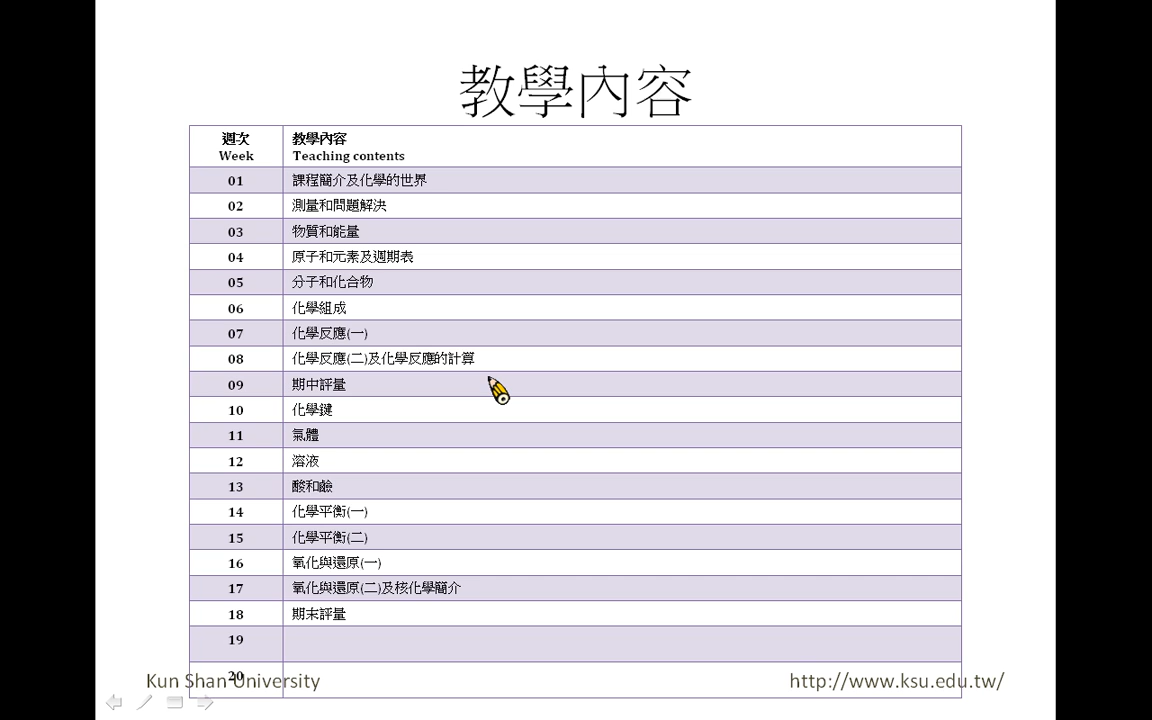 教學內容
週次 教學內容
Week Teaching contents
01 課程簡介及化學的世界
02 測量和問題解決
03 物質和能量
04 原子和元素及週期表
05 分子和化合物
06 化學組成
07 化學反應(一)
08 化學反應(二)及化學反應的計算
09 期中評量
10 化學鍵
11 氣體
12 溶液
13 酸和鹼
14 化學平衡(一)
15 化學平衡(二)
16 氧化與還原(一)
17 氧化與還原(二)及核化學簡介
18 期末評量
19
20
Kun Shan University http://www.ksu.edu.tw/